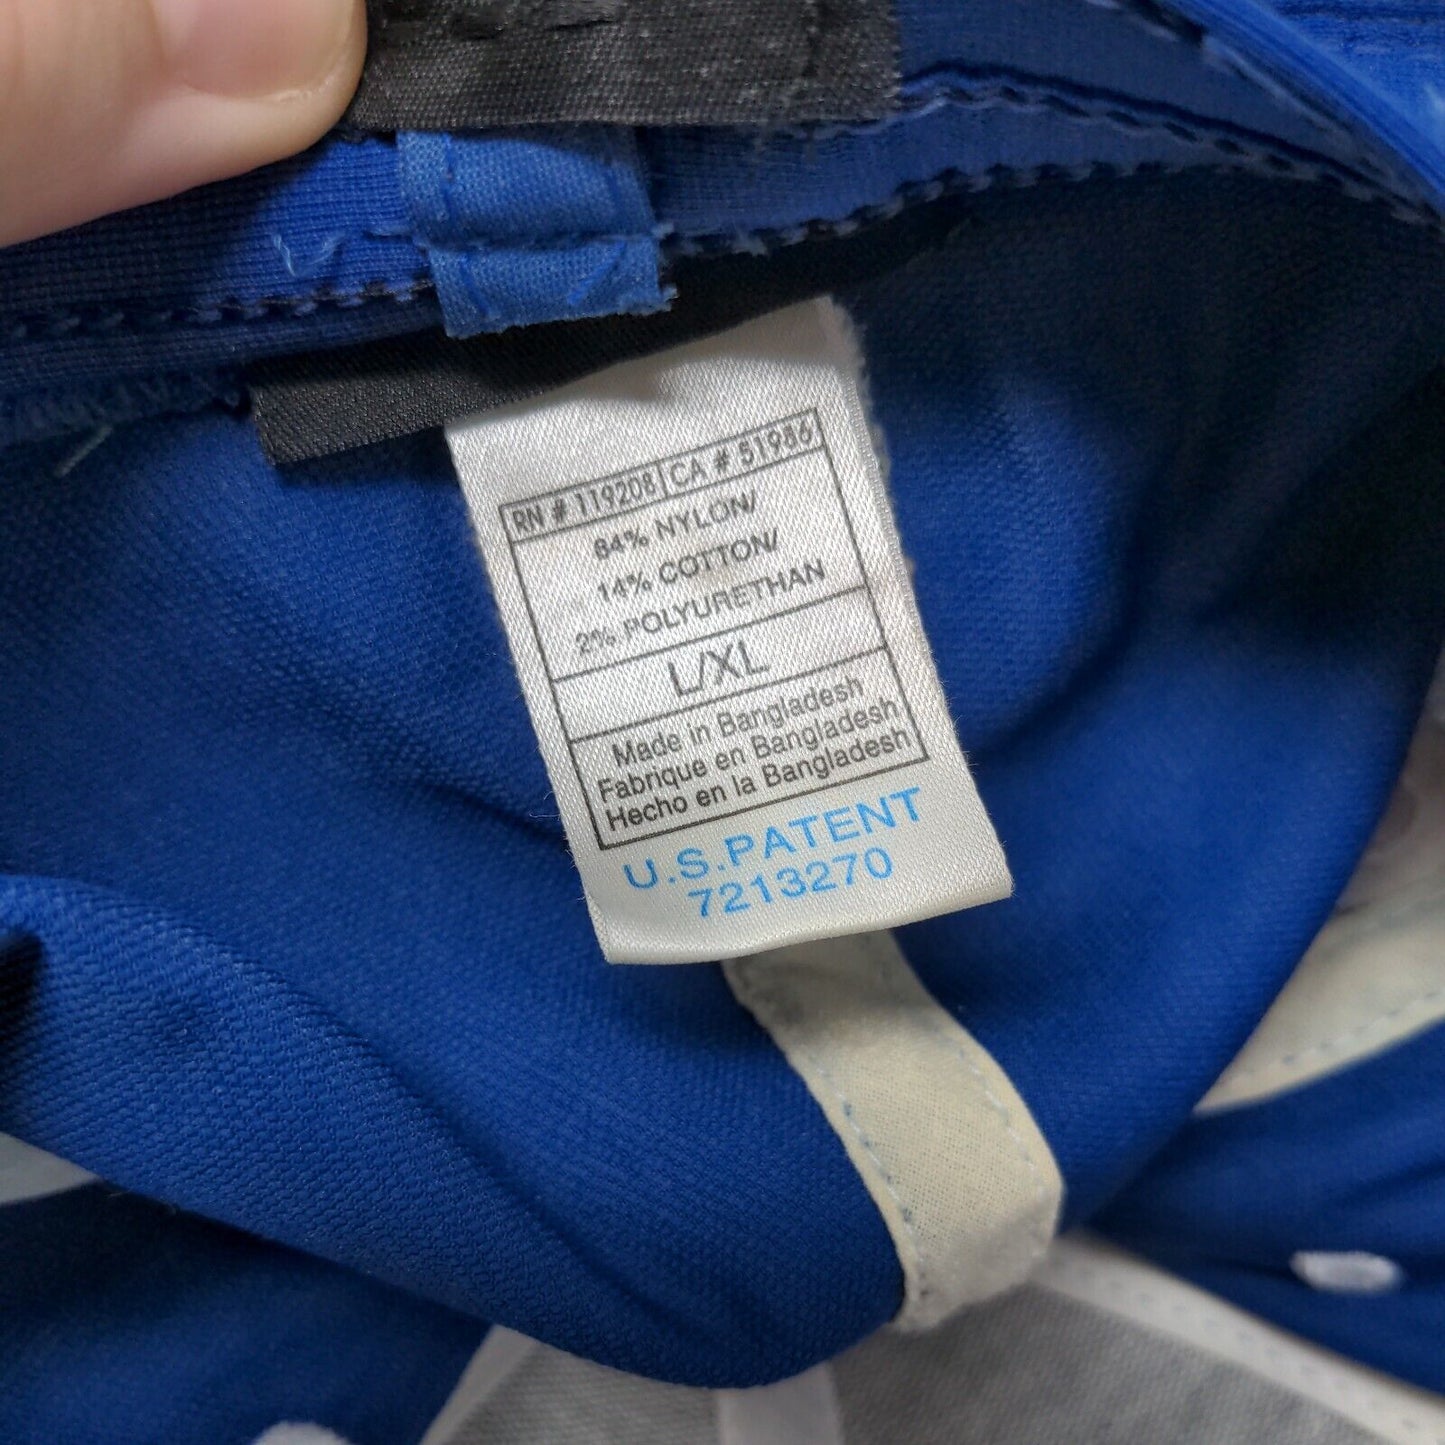 RN # 119208 CA # 51986
84% NYLON/
14% COTTON/
2% POLYURETHAN
L/XL
Made in Bangladesh
Fabrique en Bangladesh
Hecho en la Bangladesh
U.S.PATENT
7213270